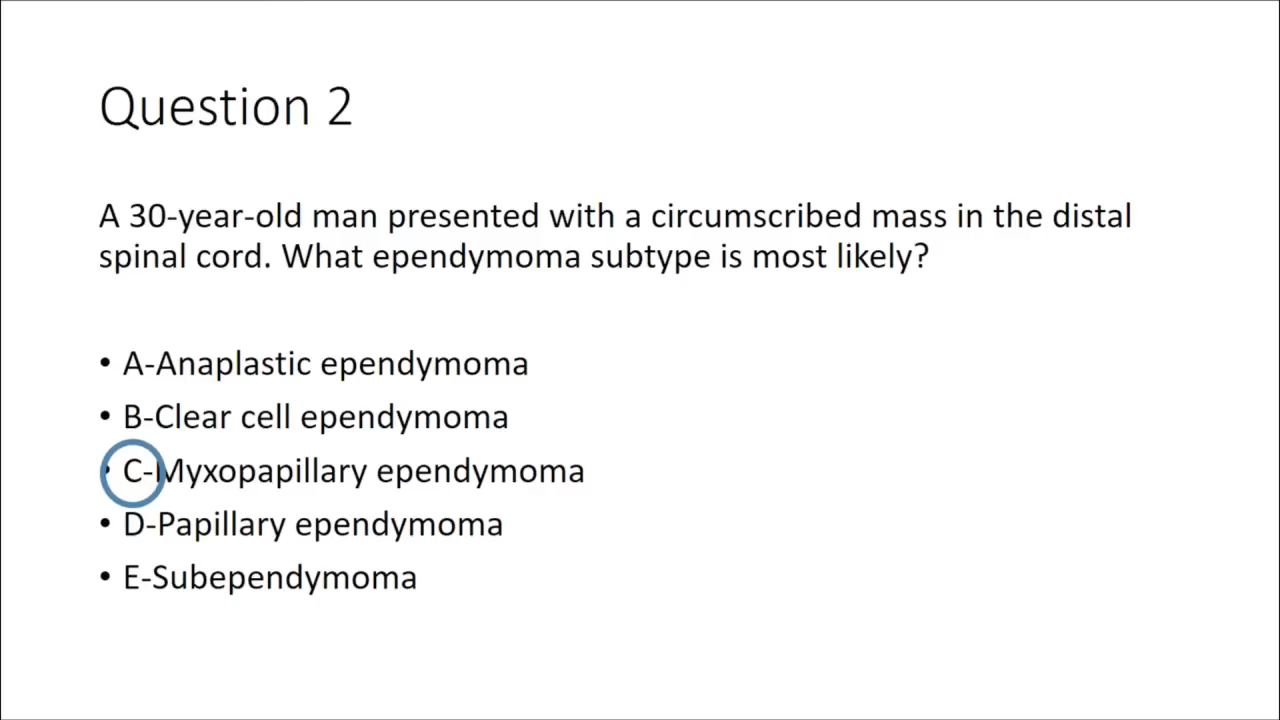 Question 2
A 30-year-old man presented with a circumscribed mass in the distal
spinal cord. What ependymoma subtype is most likely?
• A-Anaplastic ependymoma
• B-Clear cell ependymoma
• C-Myxopapillary ependymoma
• D-Papillary ependymoma
• E-Subependymoma